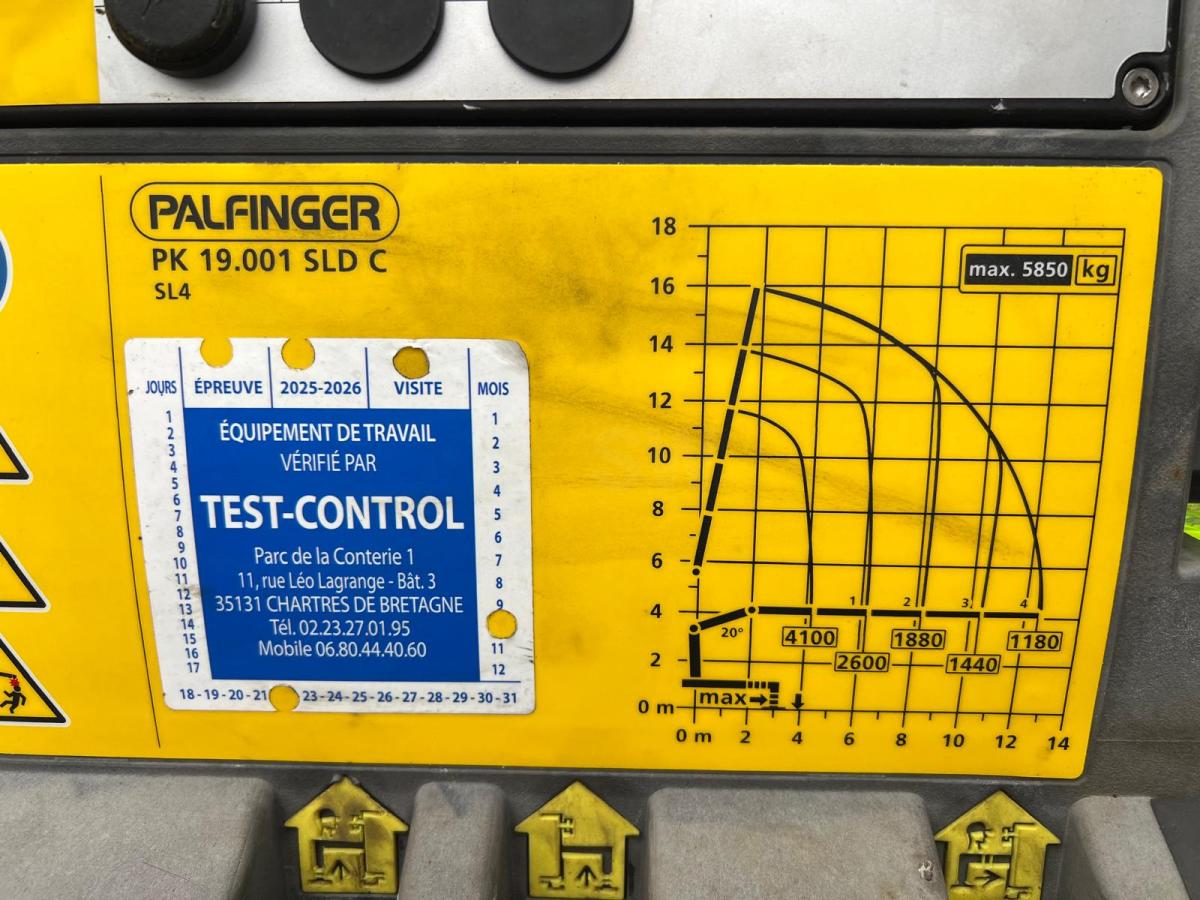 PALFINGER
PK 19.001 SLD C
SL4
JOURS
ÉPREUVE
2025-2026
VISITE
MOIS
ÉQUIPEMENT DE TRAVAIL
VÉRIFIÉ PAR
TEST-CONTROL
Parc de la Conterie 1
11, rue Léo Lagrange - Bât. 3
35131 CHARTRES DE BRETAGNE
Tél. 02.23.27.01.95
Mobile 06.80.44.40.60
1
2
3
4
5
6
7
8
9
10
11
12
13
14
15
16
17
1
2
3
4
5
6
7
8
9
11
12
18 - 19 - 20 - 21
23 - 24 - 25 - 26 - 27 - 28 - 29 - 30 - 31
max. 5850 kg
18
16
14
12
10
8
6
4
2
0 m
20°
1
2
3
4
4100
1880
1180
2600
1440
max
0 m 2 4 6 8 10 12 14